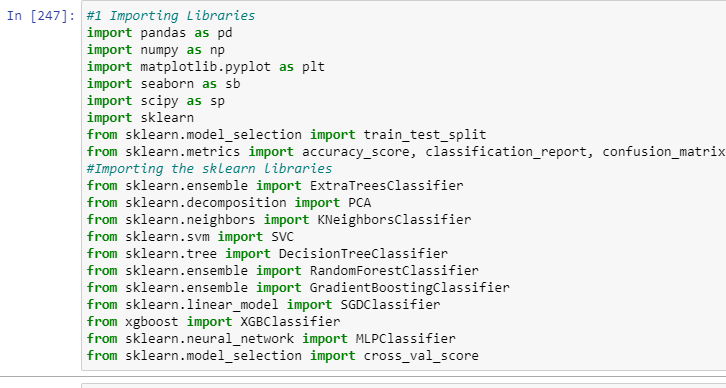 In [247]: #1 Importing Libraries
import pandas as pd
import numpy as np
import matplotlib.pyplot as plt
import seaborn as sb
import scipy as sp
import sklearn
from sklearn.model_selection import train_test_split
from sklearn.metrics import accuracy_score, classification_report, confusion_matrix
#Importing the sklearn libraries
from sklearn.ensemble import ExtraTreesClassifier
from sklearn.decomposition import PCA
from sklearn.neighbors import KNeighborsClassifier
from sklearn.svm import SVC
from sklearn.tree import DecisionTreeClassifier
from sklearn.ensemble import RandomForestClassifier
from sklearn.ensemble import GradientBoostingClassifier
from sklearn.linear_model import SGDClassifier
from xgboost import XGBClassifier
from sklearn.neural_network import MLPClassifier
from sklearn.model_selection import cross_val_score